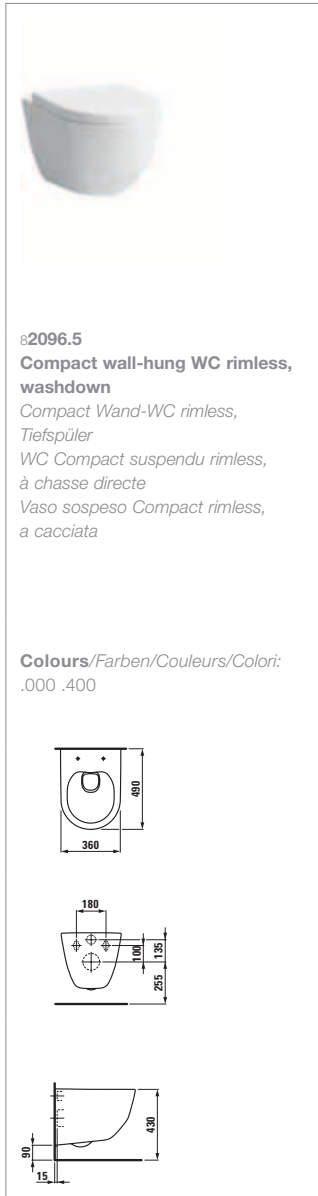 82096.5
Compact wall-hung WC rimless,
washdown
Compact Wand-WC rimless,
Tiefspüler
WC Compact suspendu rimless,
à chasse directe
Vaso sospeso Compact rimless,
a cacciata
Colours/Farben/Couleurs/Colori:
.000 .400
490
360
180
100
135
255
430
90
15